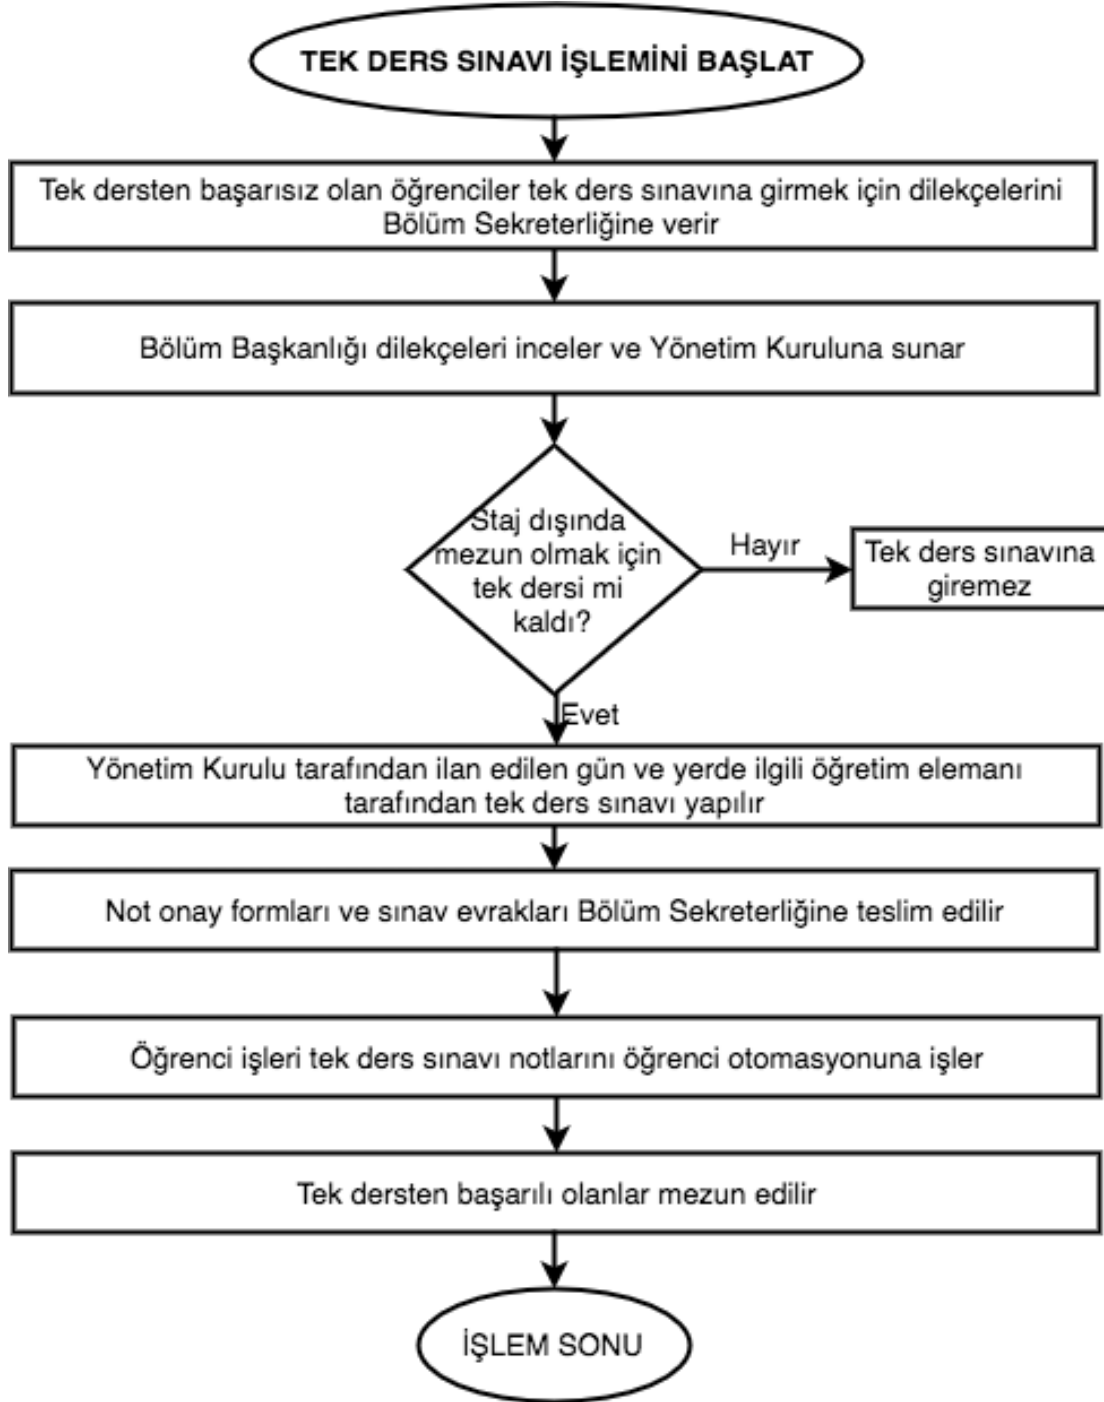 TEK DERS SINAVI İŞLEMİNİ BAŞLAT
Tek dersten başarısız olan öğrenciler tek ders sınavına girmek için dilekçelerini
Bölüm Sekreterliğine verir
Bölüm Başkanlığı dilekçeleri inceler ve Yönetim Kuruluna sunar
Staj dışında
mezun olmak için
tek dersi mi
kaldı?
Hayır
Tek ders sınavına
giremez
Evet
Yönetim Kurulu tarafından ilan edilen gün ve yerde ilgili öğretim elemanı
tarafından tek ders sınavı yapılır
Not onay formları ve sınav evrakları Bölüm Sekreterliğine teslim edilir
Öğrenci işleri tek ders sınavı notlarını öğrenci otomasyonuna işler
Tek dersten başarılı olanlar mezun edilir
İŞLEM SONU